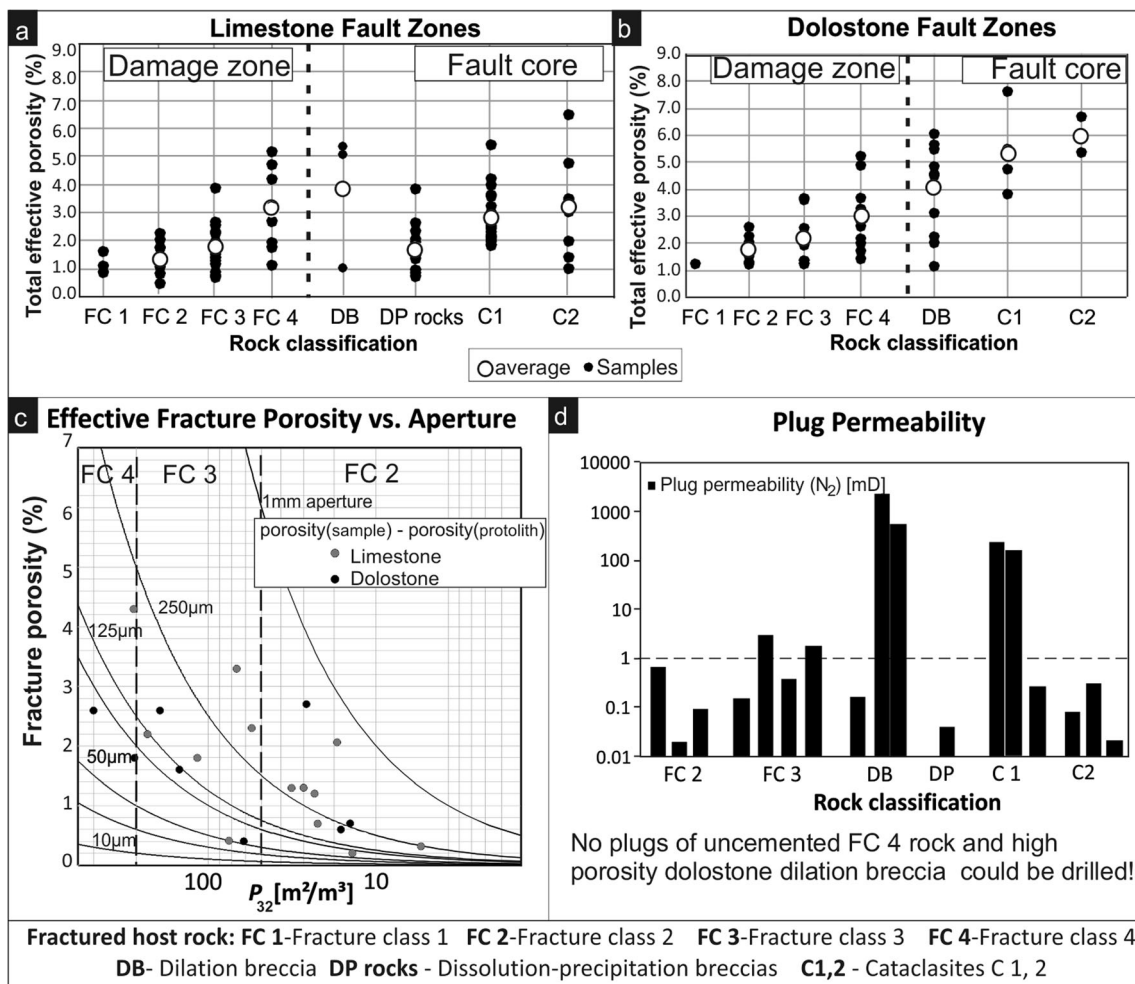 a
Limestone Fault Zones
Total effective porosity (%)
9.0
8.0
7.0
6.0
5.0
4.0
3.0
2.0
1.0
0.0
Damage zone
Fault core
FC 1
FC 2
FC 3
FC 4
DB
DP rocks
C1
C2
Rock classification
b
Dolostone Fault Zones
Total effective porosity (%)
9.0
8.0
7.0
6.0
5.0
4.0
3.0
2.0
1.0
0.0
Damage zone
Fault core
FC 1
FC 2
FC 3
FC 4
DB
C1
C2
Rock classification
average Samples
c
Effective Fracture Porosity vs. Aperture
Fracture porosity (%)
7
6
5
4
3
2
1
0
FC 4
FC 3
FC 2
1mm aperture
porosity(sample) - porosity(protolith)
Limestone
Dolostone
250µm
125µm
50µm
10µm
100
10
P32[m²/m³]
d
Plug Permeability
10000
1000
100
10
1
0.1
0.01
Plug permeability (N2) [mD]
FC 2
FC 3
DB
DP
C 1
C2
Rock classification
No plugs of uncemented FC 4 rock and high
porosity dolostone dilation breccia could be drilled!
Fractured host rock: FC 1-Fracture class 1 FC 2-Fracture class 2 FC 3-Fracture class 3 FC 4-Fracture class 4
DB- Dilation breccia DP rocks - Dissolution-precipitation breccias C1,2 - Cataclasites C 1, 2